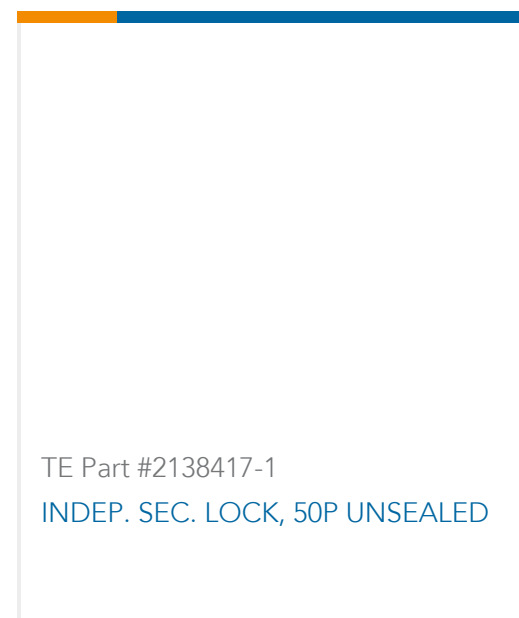 TE Part #2138417-1
INDEP. SEC. LOCK, 50P UNSEALED